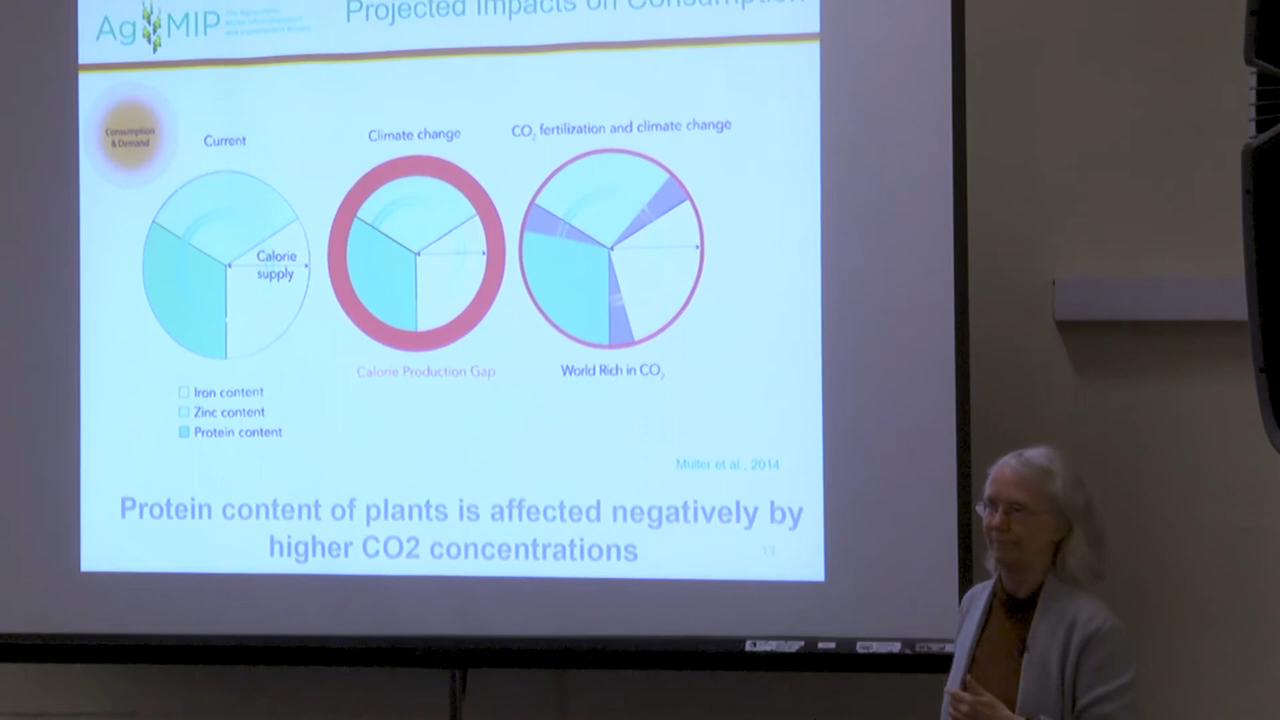 AgMIP
Projected Impacts on Consumption
Consumption
& Demand
Current
Climate change
CO2 fertilization and climate change
Calorie
supply
Calorie Production Gap
World Rich in CO2
Iron content
Zinc content
Protein content
Müller et al., 2014
Protein content of plants is affected negatively by
higher CO2 concentrations